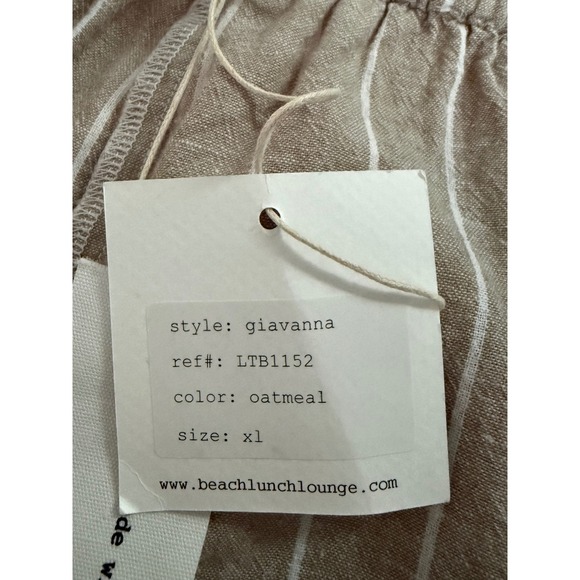 style: giavanna
ref#: LTB1152
color: oatmeal
size: xl
www.beachlunchlounge.com